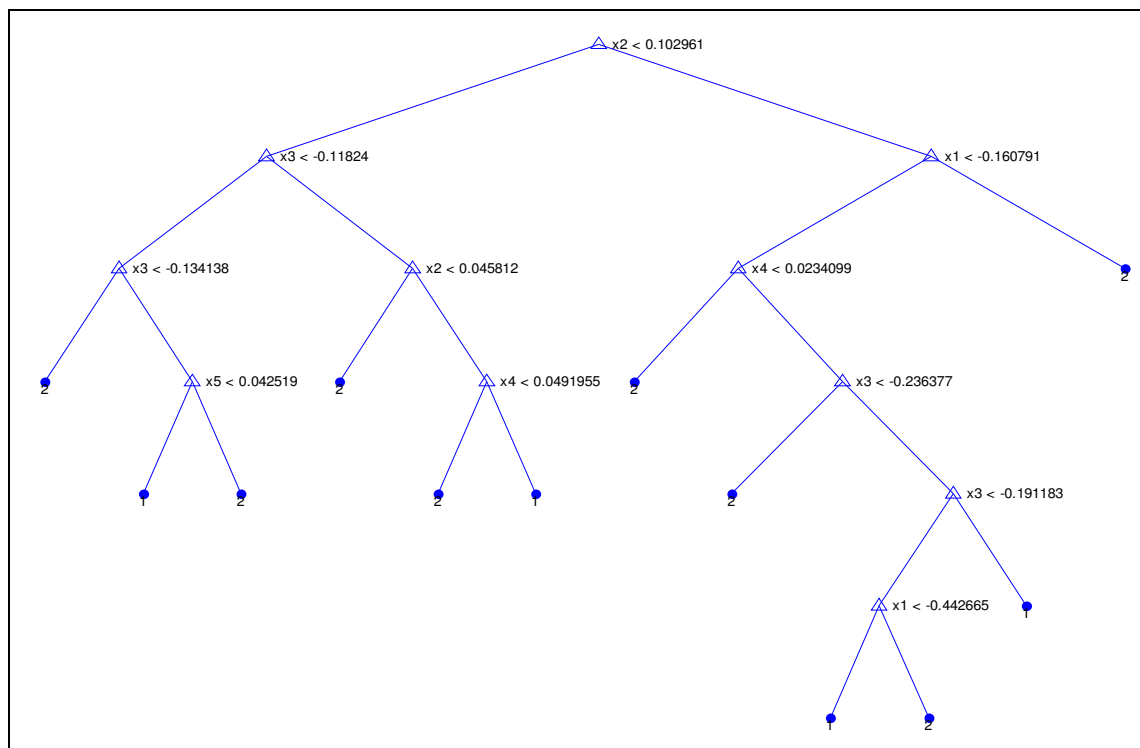 x2 < 0.102961
x3 < -0.11824
x1 < -0.160791
x3 < -0.134138
x2 < 0.045812
x4 < 0.0234099
2
2
x5 < 0.042519
2
x4 < 0.0491955
2
x3 < -0.236377
1
2
2
1
2
x3 < -0.191183
x1 < -0.442665
1
1
2